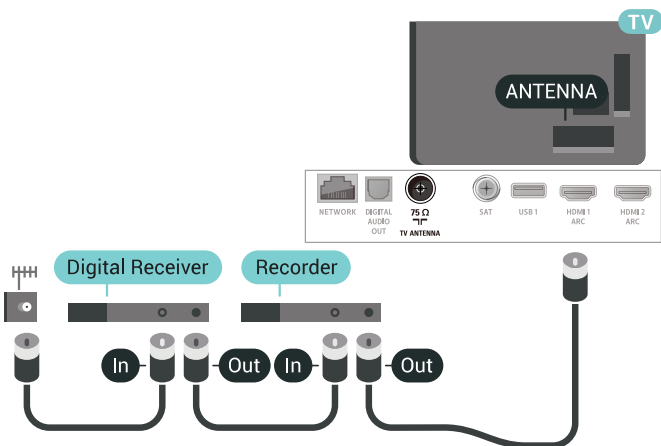 TV
ANTENNA
NETWORK
DIGITAL
AUDIO
OUT
75 Ω
TV ANTENNA
SAT
USB 1
HDMI 1
ARC
HDMI 2
ARC
Digital Receiver
Recorder
In
Out
In
Out